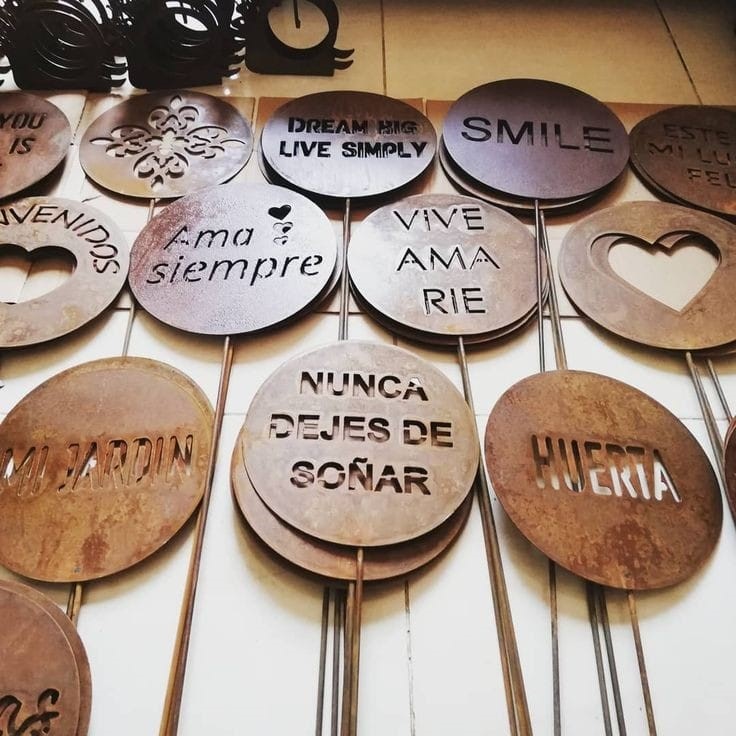 YOU
IS
DREAM BIG
LIVE SIMPLY
SMILE
ESTE
MI LU
FEL
ENVENIDOS
Ama
siempre
VIVE
AMA
RIE
MI JARDIN
NUNCA
DEJES DE
SOÑAR
HUERTA